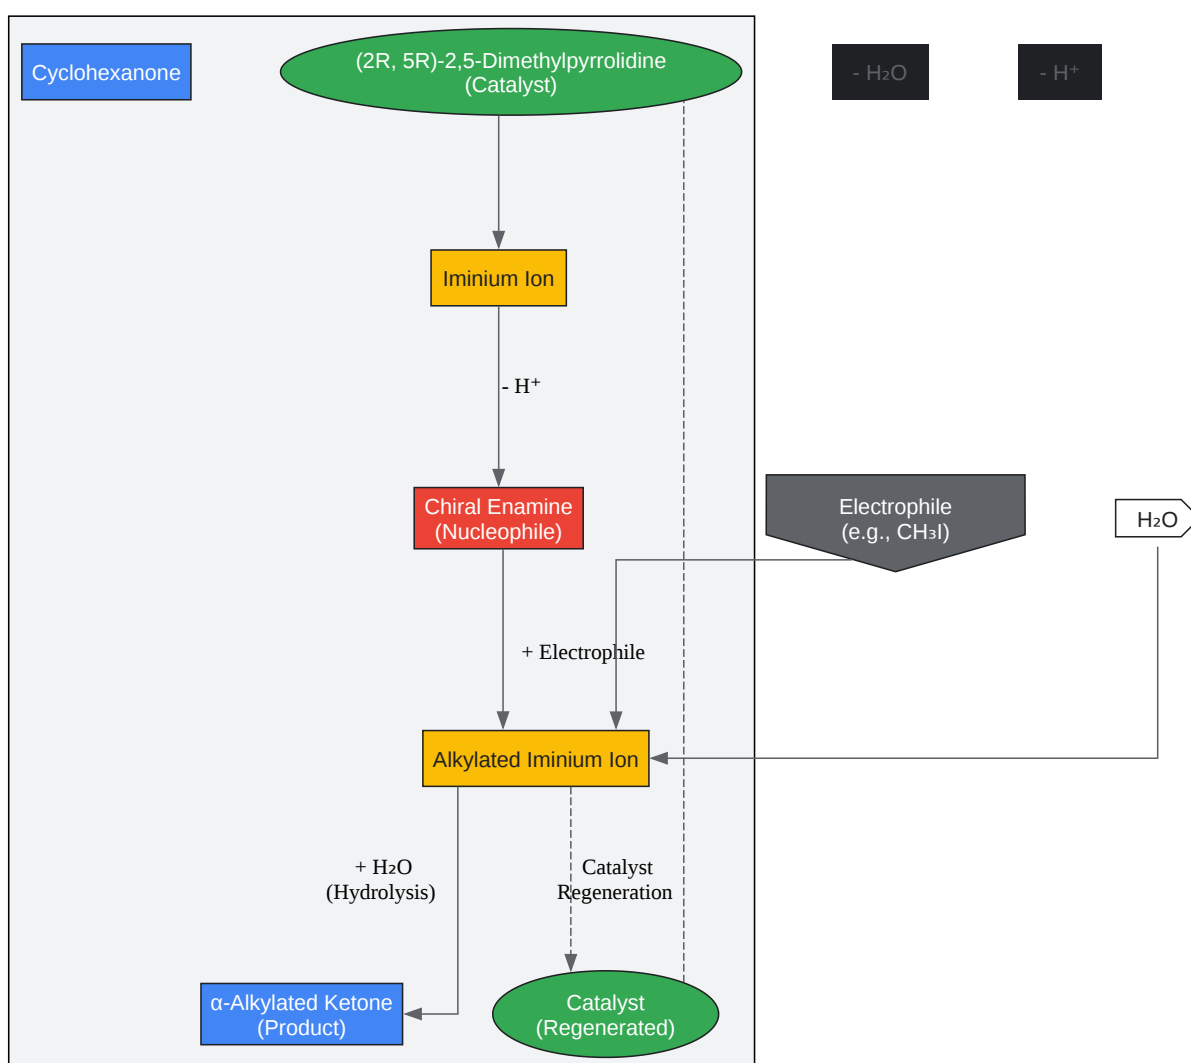 Cyclohexanone
(2R, 5R)-2,5-Dimethylpyrrolidine
(Catalyst)
- H₂O
- H⁺
Iminium Ion
- H⁺
Chiral Enamine
(Nucleophile)
Electrophile
(e.g., CH₃I)
H₂O
+ Electrophile
Alkylated Iminium Ion
+ H₂O
(Hydrolysis)
Catalyst
Regeneration
α-Alkylated Ketone
(Product)
Catalyst
(Regenerated)